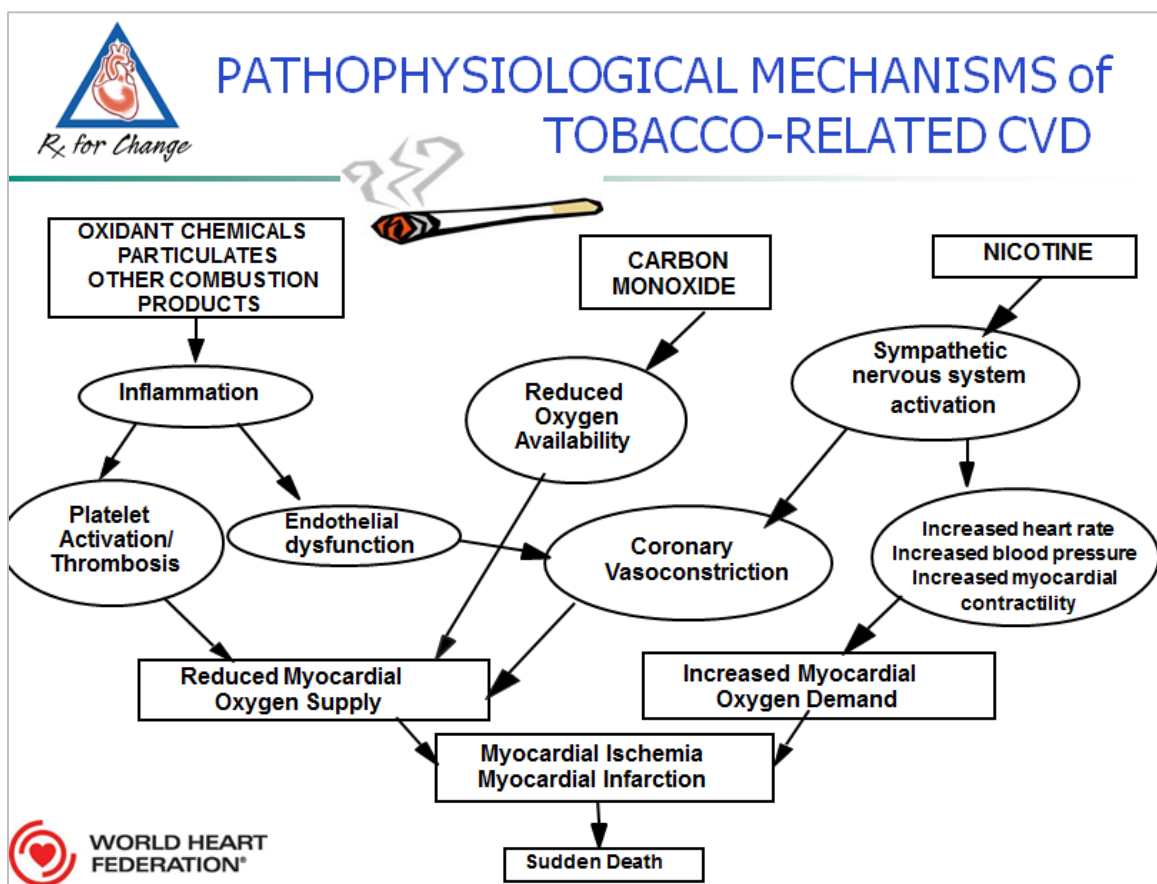 PATHOPHYSIOLOGICAL MECHANISMS of
TOBACCO-RELATED CVD
Rx for Change
OXIDANT CHEMICALS
PARTICULATES
OTHER COMBUSTION
PRODUCTS
CARBON
MONOXIDE
NICOTINE
Inflammation
Reduced
Oxygen
Availability
Sympathetic
nervous system
activation
Platelet
Activation/
Thrombosis
Endothelial
dysfunction
Coronary
Vasoconstriction
Increased heart rate
Increased blood pressure
Increased myocardial
contractility
Reduced Myocardial
Oxygen Supply
Increased Myocardial
Oxygen Demand
Myocardial Ischemia
Myocardial Infarction
Sudden Death
WORLD HEART
FEDERATION®